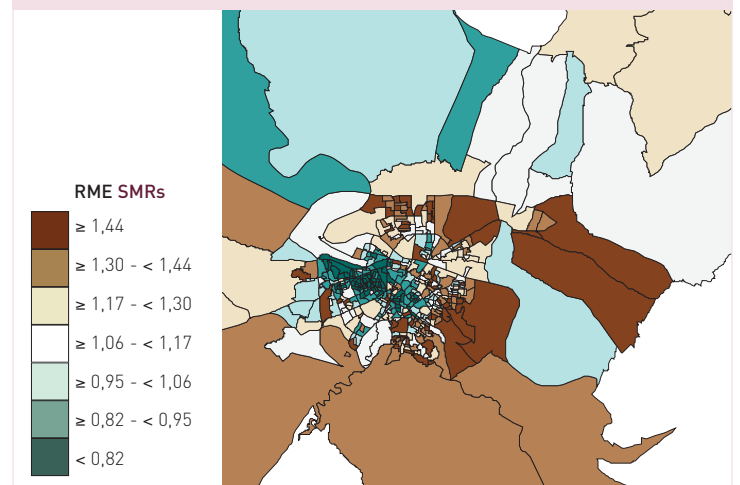 RME SMRs
≥ 1,44
≥ 1,30 - < 1,44
≥ 1,17 - < 1,30
≥ 1,06 - < 1,17
≥ 0,95 - < 1,06
≥ 0,82 - < 0,95
< 0,82